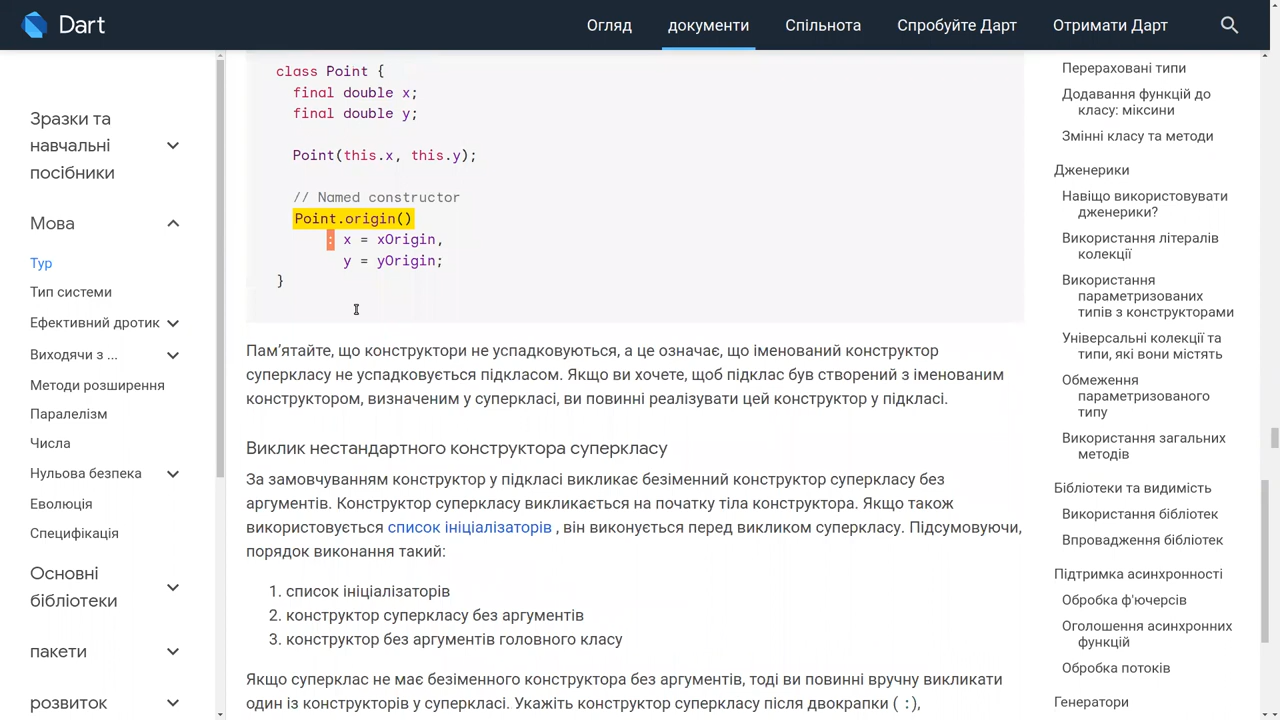 Dart
Огляд
документи
Спільнота
Спробуйте Дарт
Отримати Дарт
Зразки та
навчальні
посібники
Мова
Тур
Тип системи
Ефективний дротик
Виходячи з ...
Методи розширення
Паралелізм
Числа
Нульова безпека
Еволюція
Специфікація
Основні
бібліотеки
пакети
розвиток
class Point {
final double x;
final double y;
Point(this.x, this.y);
// Named constructor
Point.origin()
: x = xOrigin,
y = yOrigin;
}
Пам’ятайте, що конструктори не успадковуються, а це означає, що іменований конструктор
суперкласу не успадковується підкласом. Якщо ви хочете, щоб підклас був створений з іменованим
конструктором, визначеним у суперкласі, ви повинні реалізувати цей конструктор у підкласі.
Виклик нестандартного конструктора суперкласу
За замовчуванням конструктор у підкласі викликає безіменний конструктор суперкласу без
аргументів. Конструктор суперкласу викликається на початку тіла конструктора. Якщо також
використовується список ініціалізаторів , він виконується перед викликом суперкласу. Підсумовуючи,
порядок виконання такий:
1. список ініціалізаторів
2. конструктор суперкласу без аргументів
3. конструктор без аргументів головного класу
Якщо суперклас не має безіменного конструктора без аргументів, тоді ви повинні вручну викликати
один із конструкторів у суперкласі. Укажіть конструктор суперкласу після двокрапки ( :),
Перераховані типи
Додавання функцій до
класу: міксини
Змінні класу та методи
Дженерики
Навіщо використовувати
дженерики?
Використання літералів
колекції
Використання
параметризованих
типів з конструкторами
Універсальні колекції та
типи, які вони містять
Обмеження
параметризованого
типу
Використання загальних
методів
Бібліотеки та видимість
Використання бібліотек
Впровадження бібліотек
Підтримка асинхронності
Обробка ф'ючерсів
Оголошення асинхронних
функцій
Обробка потоків
Генератори